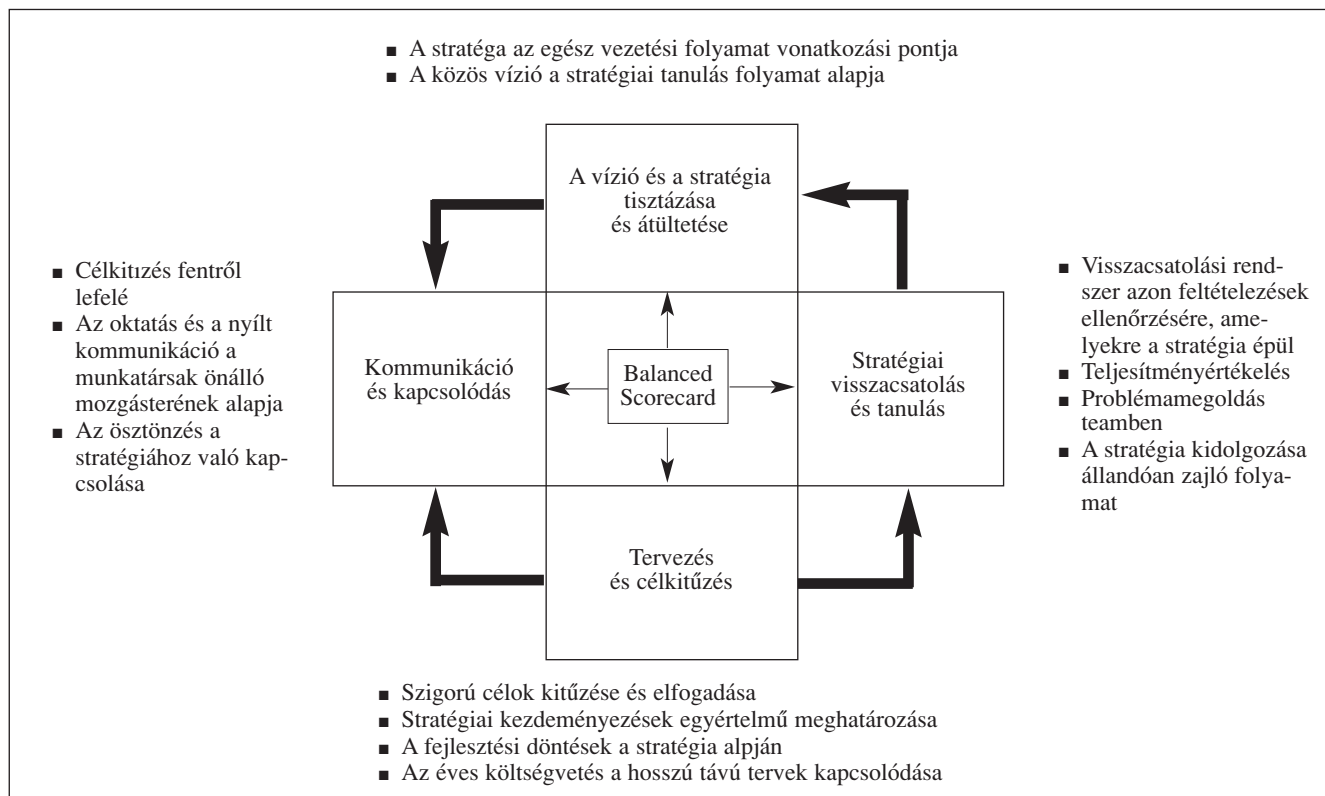 ▪ A stratéga az egész vezetési folyamat vonatkozási pontja
▪ A közös vízió a stratégiai tanulás folyamat alapja
A vízió és a stratégia
tisztázása
és átültetése
▪ Célkitızés fentről
lefelé
▪ Az oktatás és a nyílt
kommunikáció a
munkatársak önálló
mozgásterének alapja
▪ Az ösztönzés a
stratégiához való kap-
csolása
Kommunikáció
és kapcsolódás
Balanced
Scorecard
Stratégiai
visszacsatolás
és tanulás
▪ Visszacsatolási rend-
szer azon feltételezések
ellenőrzésére, ame-
lyekre a stratégia épül
▪ Teljesítményértékelés
▪ Problémamegoldás
teamben
▪ A stratégia kidolgozása
állandóan zajló folya-
mat
Tervezés
és célkitűzés
▪ Szigorú célok kitűzése és elfogadása
▪ Stratégiai kezdeményezések egyértelmű meghatározása
▪ A fejlesztési döntések a stratégia alpján
▪ Az éves költségvetés a hosszú távú tervek kapcsolódása